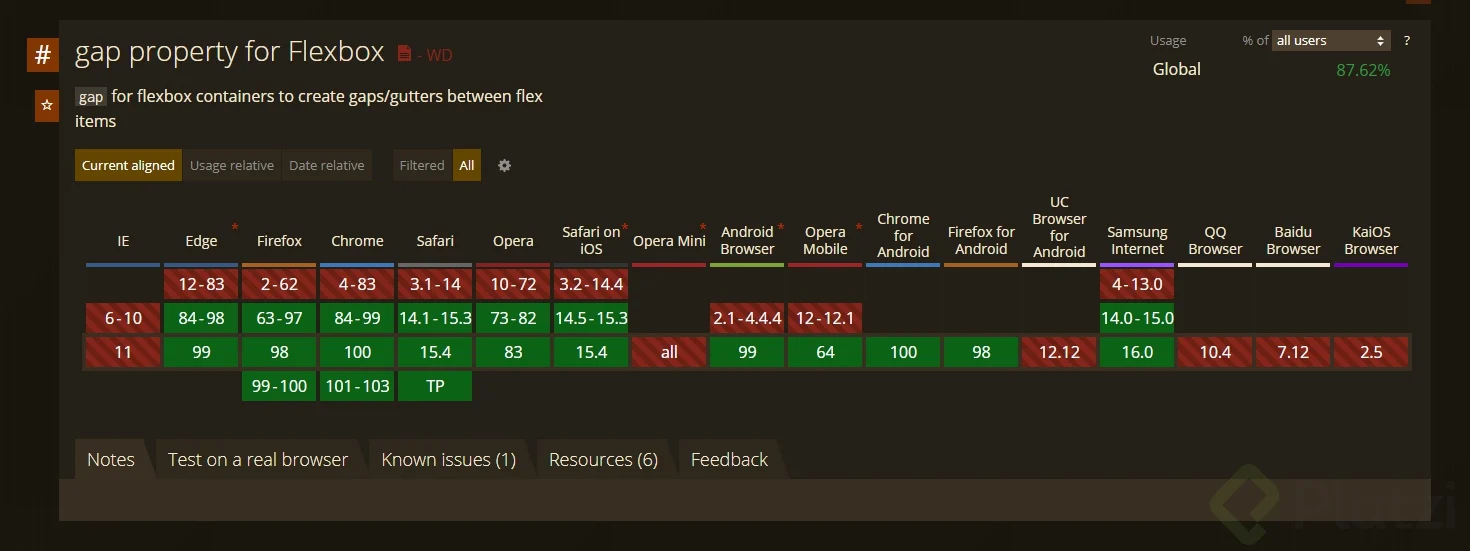 #
gap property for Flexbox - WD
Usage % of all users ?
Global 87.62%
☆
gap for flexbox containers to create gaps/gutters between flex
items
Current aligned Usage relative Date relative Filtered All
IE Edge * Firefox Chrome Safari Opera Safari on iOS * Opera Mini * Android Browser * Opera Mobile * Chrome for Android Firefox for Android UC Browser for Android Samsung Internet QQ Browser Baidu Browser KaiOS Browser
12-83 2-62 4-83 3.1-14 10-72 3.2-14.4 4-13.0
6-10 84-98 63-97 84-99 14.1-15.3 73-82 14.5-15.3 2.1-4.4.4 12-12.1 14.0-15.0
11 99 98 100 15.4 83 15.4 all 99 64 100 98 12.12 16.0 10.4 7.12 2.5
99-100 101-103 TP
Notes Test on a real browser Known issues (1) Resources (6) Feedback
Platzi